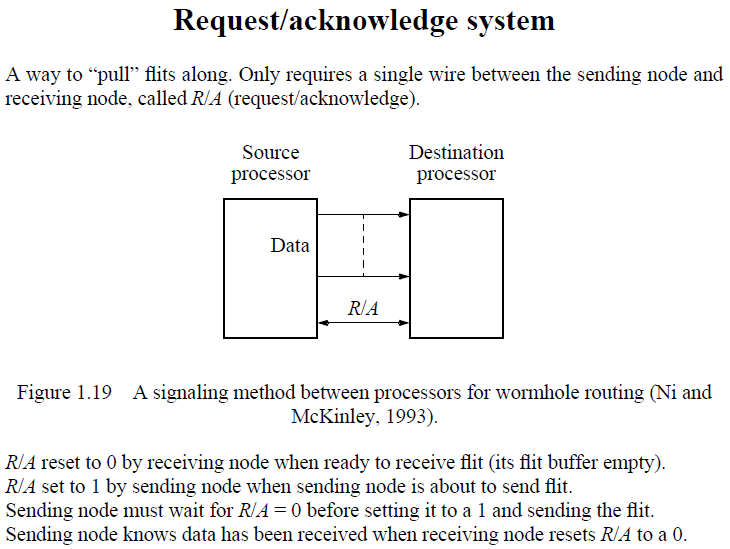 Request/acknowledge system
A way to “pull” flits along. Only requires a single wire between the sending node and
receiving node, called R/A (request/acknowledge).
Source
processor
Destination
processor
Data
R/A
Figure 1.19 A signaling method between processors for wormhole routing (Ni and
McKinley, 1993).
R/A reset to 0 by receiving node when ready to receive flit (its flit buffer empty).
R/A set to 1 by sending node when sending node is about to send flit.
Sending node must wait for R/A = 0 before setting it to a 1 and sending the flit.
Sending node knows data has been received when receiving node resets R/A to a 0.